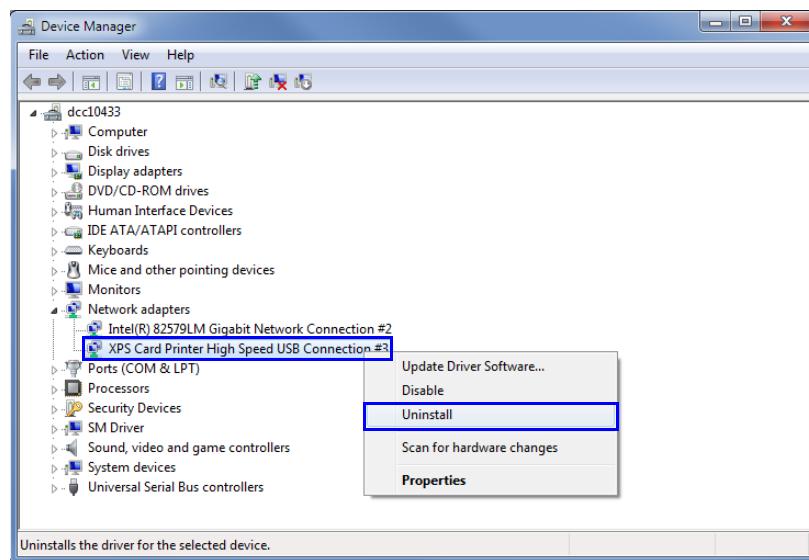 Device Manager
File Action View Help
dcc10433
Computer
Disk drives
Display adapters
DVD/CD-ROM drives
Human Interface Devices
IDE ATA/ATAPI controllers
Keyboards
Mice and other pointing devices
Monitors
Network adapters
Intel(R) 82579LM Gigabit Network Connection #2
XPS Card Printer High Speed USB Connection #3
Ports (COM & LPT)
Processors
Security Devices
SM Driver
Sound, video and game controllers
System devices
Universal Serial Bus controllers
Update Driver Software...
Disable
Uninstall
Scan for hardware changes
Properties
Uninstalls the driver for the selected device.